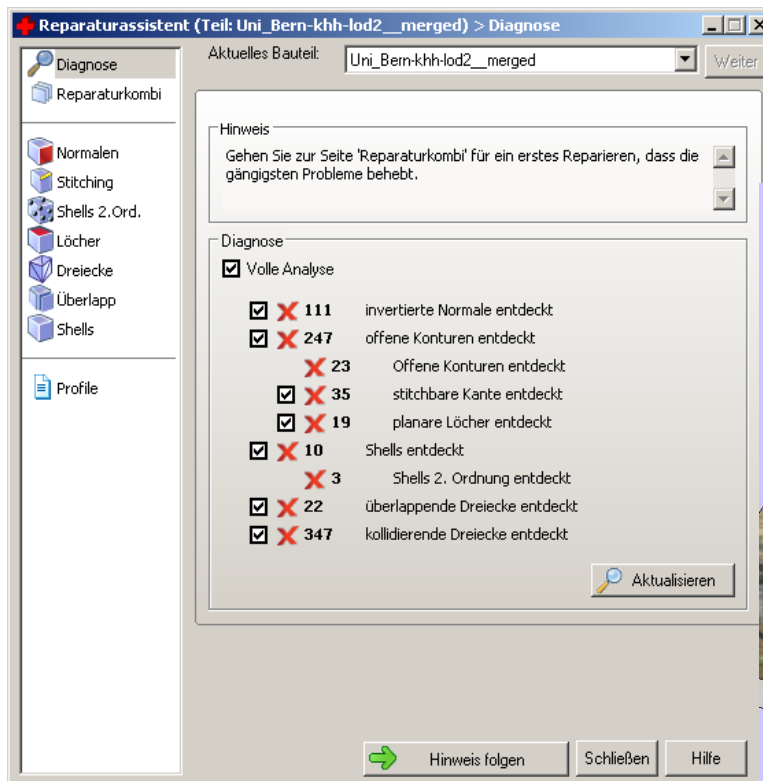 Reparaturassistent (Teil: Uni_Bern-khh-lod2__merged) > Diagnose
Diagnose
Reparaturkombi
Normalen
Stitching
Shells 2.Ord.
Löcher
Dreiecke
Überlapp
Shells
Profile
Aktuelles Bauteil:
Uni_Bern-khh-lod2__merged
Weiter
Hinweis
Gehen Sie zur Seite 'Reparaturkombi' für ein erstes Reparieren, dass die
gängigsten Probleme behebt.
Diagnose
Volle Analyse
111 invertierte Normale entdeckt
247 offene Konturen entdeckt
23 Offene Konturen entdeckt
35 stitchbare Kante entdeckt
19 planare Löcher entdeckt
10 Shells entdeckt
3 Shells 2. Ordnung entdeckt
22 überlappende Dreiecke entdeckt
347 kollidierende Dreiecke entdeckt
Aktualisieren
Hinweis folgen
Schließen
Hilfe